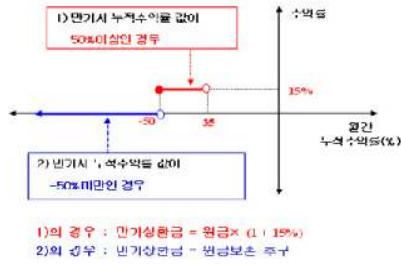 1) 만기시 누적수익률 값이
50%이상인 경우
수익률
15%
-50
월간
누적수익률(%)
2) 만기시 누적수익률 값이
-50%미만인 경우
1)의 경우 : 만기상환금 = 원금× (1+15%)
2)의 경우 : 만기상환금 = 원금보존 추구